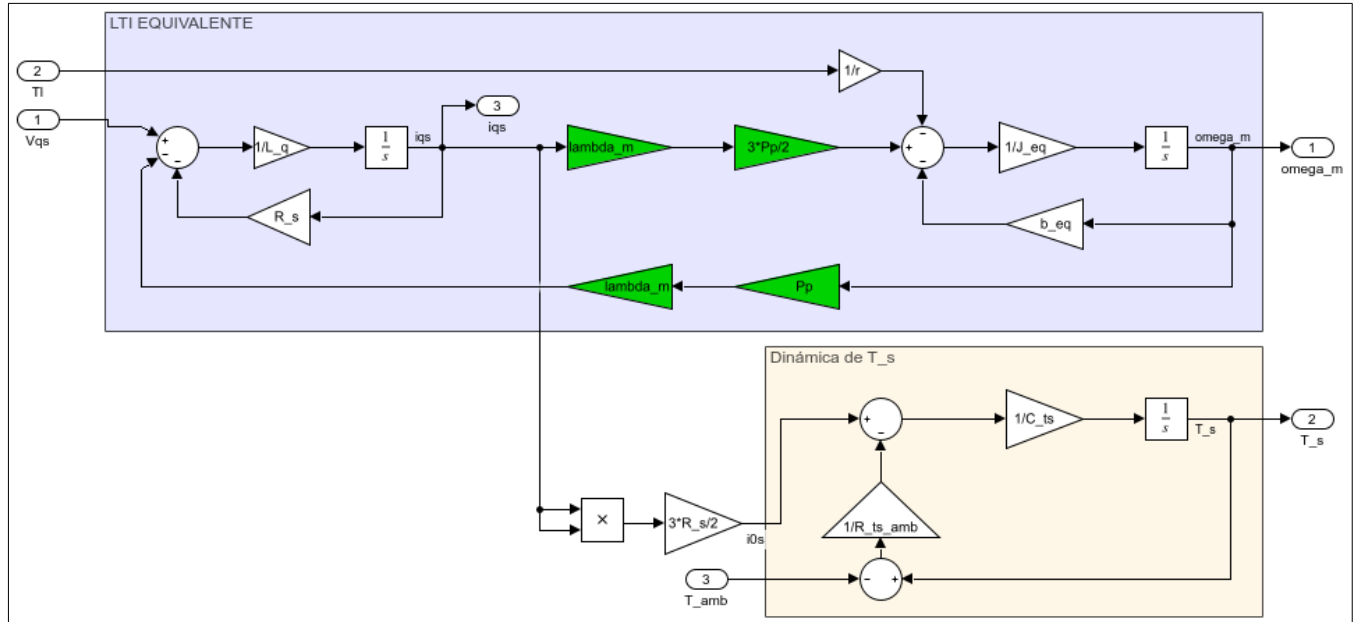 LTI EQUIVALENTE
2
Tl
1/r
1
Vqs
+
−
−
1/L_q
1
s
iqs
3
iqs
lambda_m
3*Pp/2
−
+
−
1/J_eq
1
s
omega_m
1
omega_m
R_s
b_eq
lambda_m
Pp
Dinámica de T_s
+
−
1/C_ts
1
s
T_s
2
T_s
×
3*R_s/2
i0s
1/R_ts_amb
3
T_amb
−
+